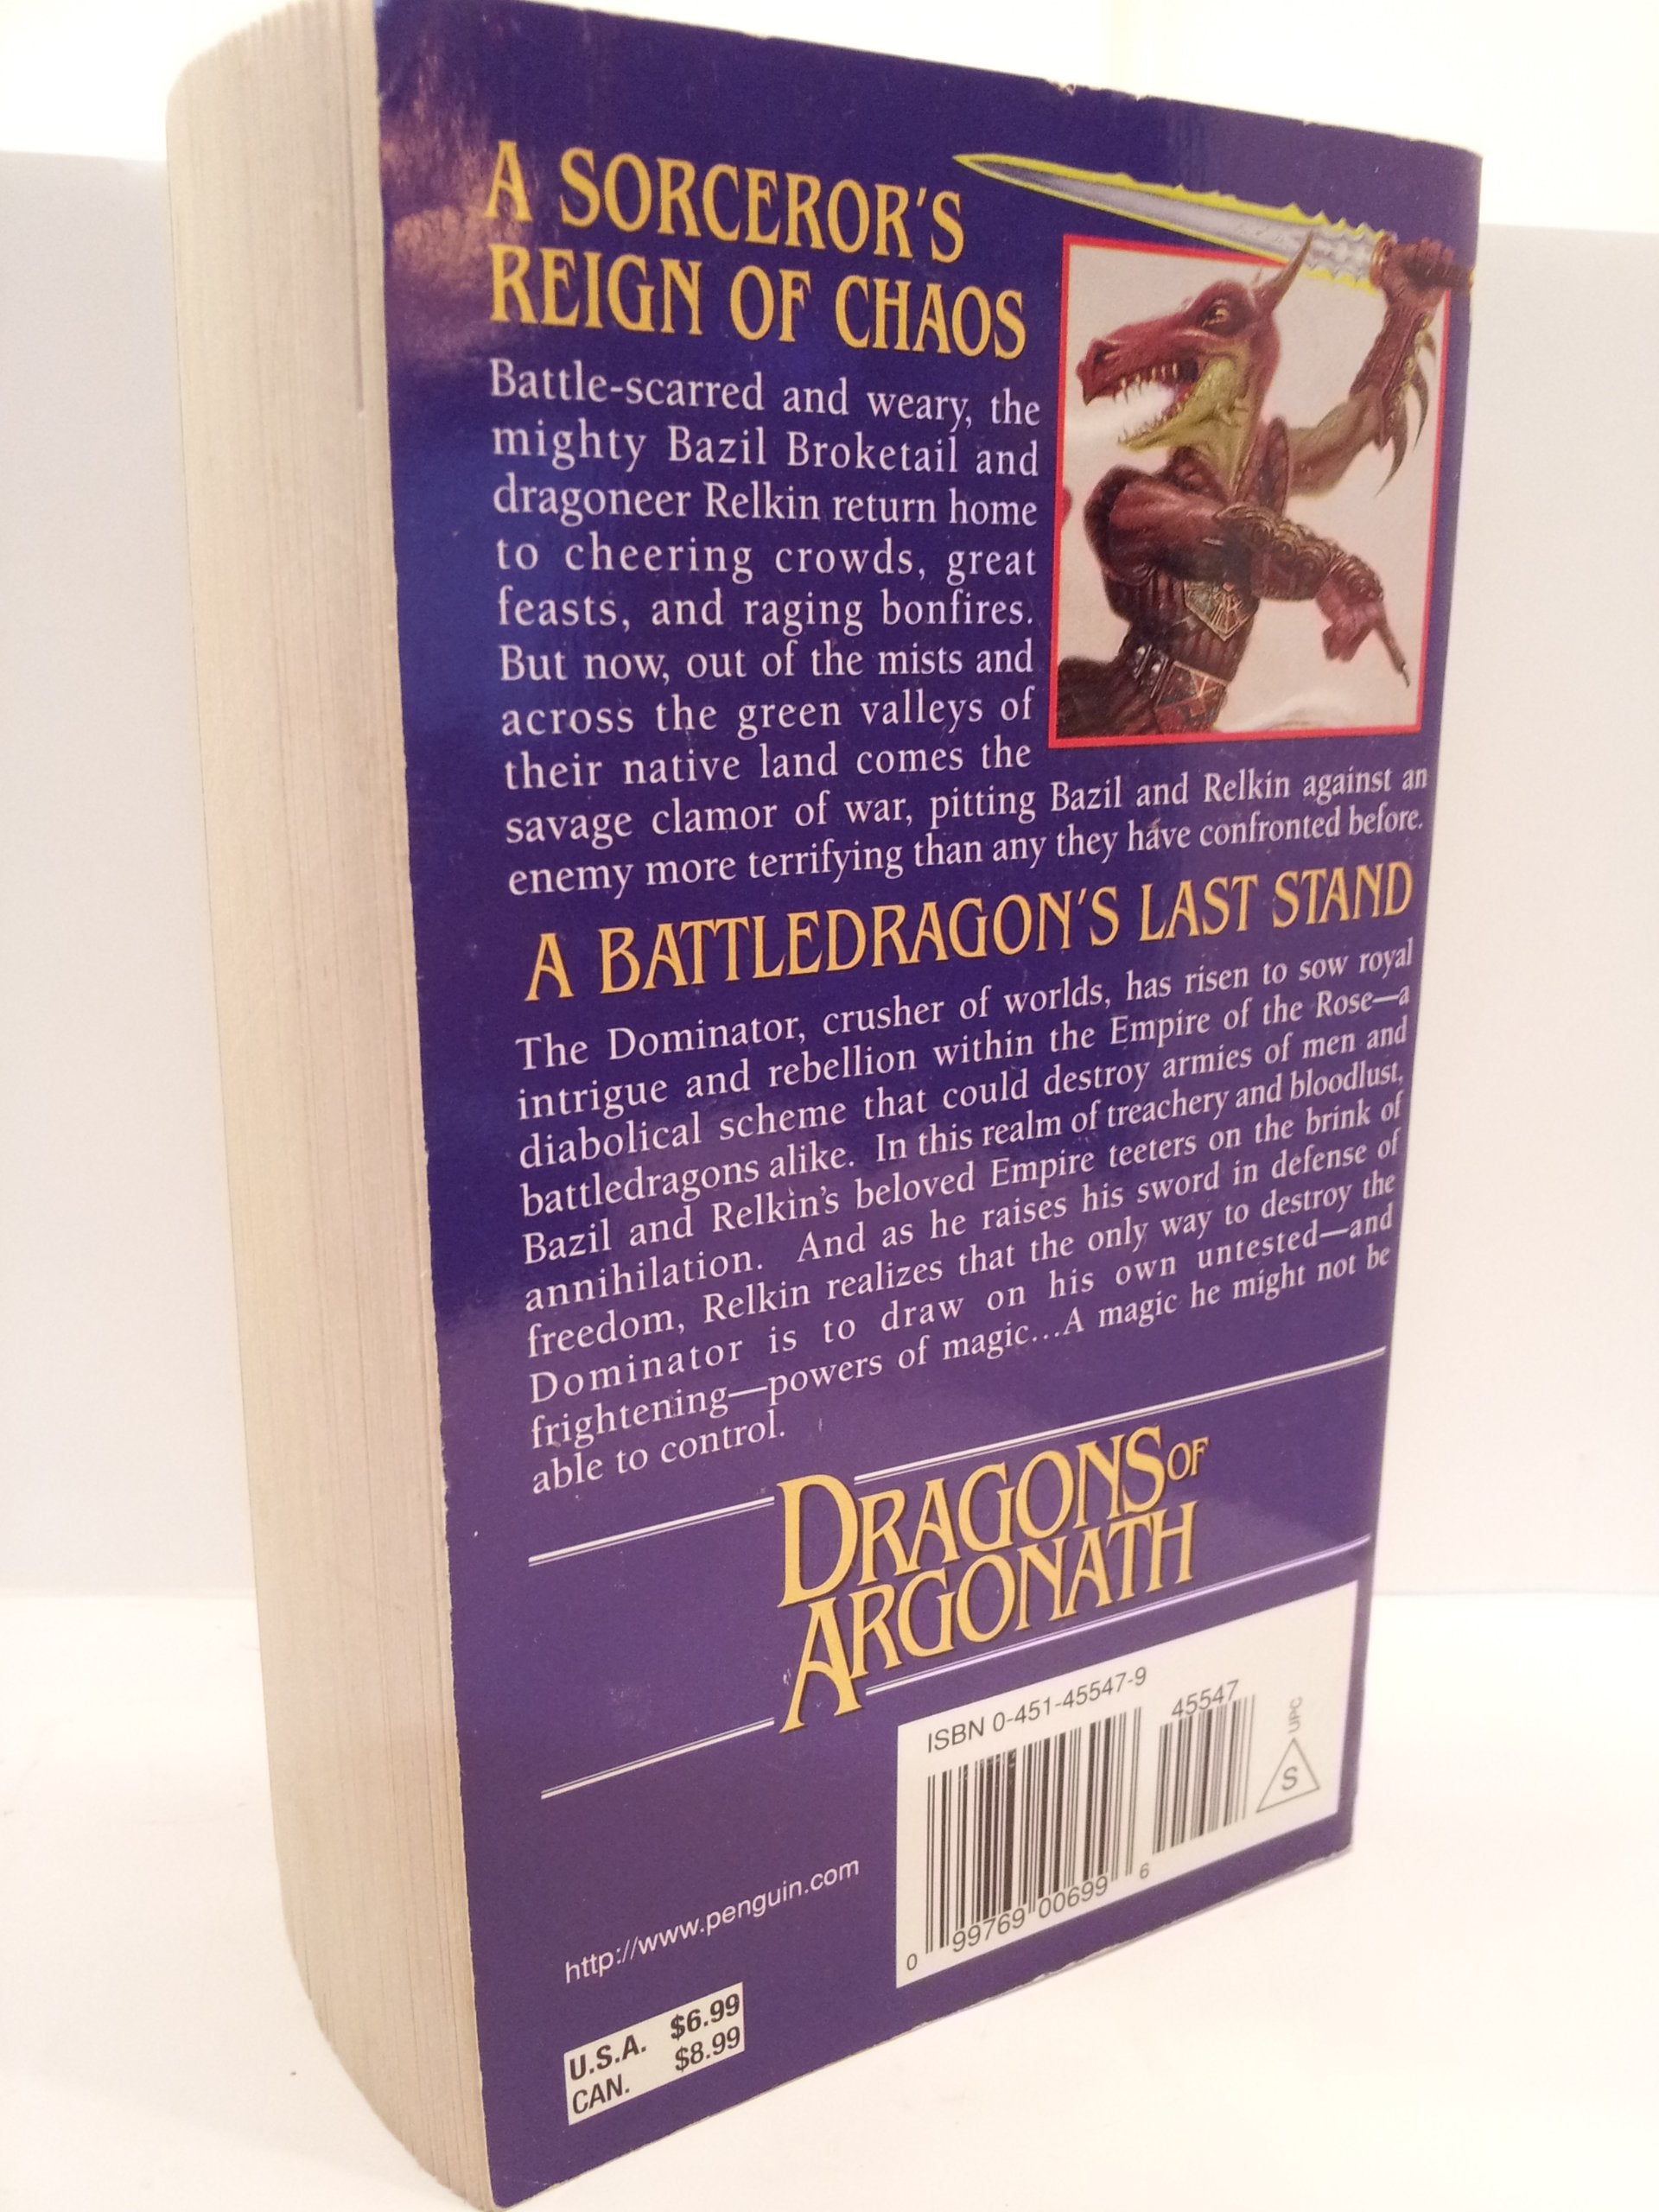 A SORCEROR'S
REIGN OF CHAOS
Battle-scarred and weary, the
mighty Bazil Broketail and
dragoneer Relkin return home
to cheering crowds, great
feasts, and raging bonfires.
But now, out of the mists and
across the green valleys of
their native land comes the
savage clamor of war, pitting Bazil and Relkin against an
enemy more terrifying than any they have confronted before.
A BATTLEDRAGON'S LAST STAND
The Dominator, crusher of worlds, has risen to sow royal
intrigue and rebellion within the Empire of the Rose—a
diabolical scheme that could destroy armies of men and
battledragons alike. In this realm of treachery and bloodlust,
Bazil and Relkin's beloved Empire teeters on the brink of
annihilation. And as he raises his sword in defense of
freedom, Relkin realizes that the only way to destroy the
Dominator is to draw on his own untested—and
frightening—powers of magic...A magic he might not be
able to control.
DRAGONS OF
ARGONATH
ISBN 0-451-45547-9
45547
UPC
S
0 99769 00699 6
http://www.penguin.com
U.S.A. $6.99
CAN. $8.99